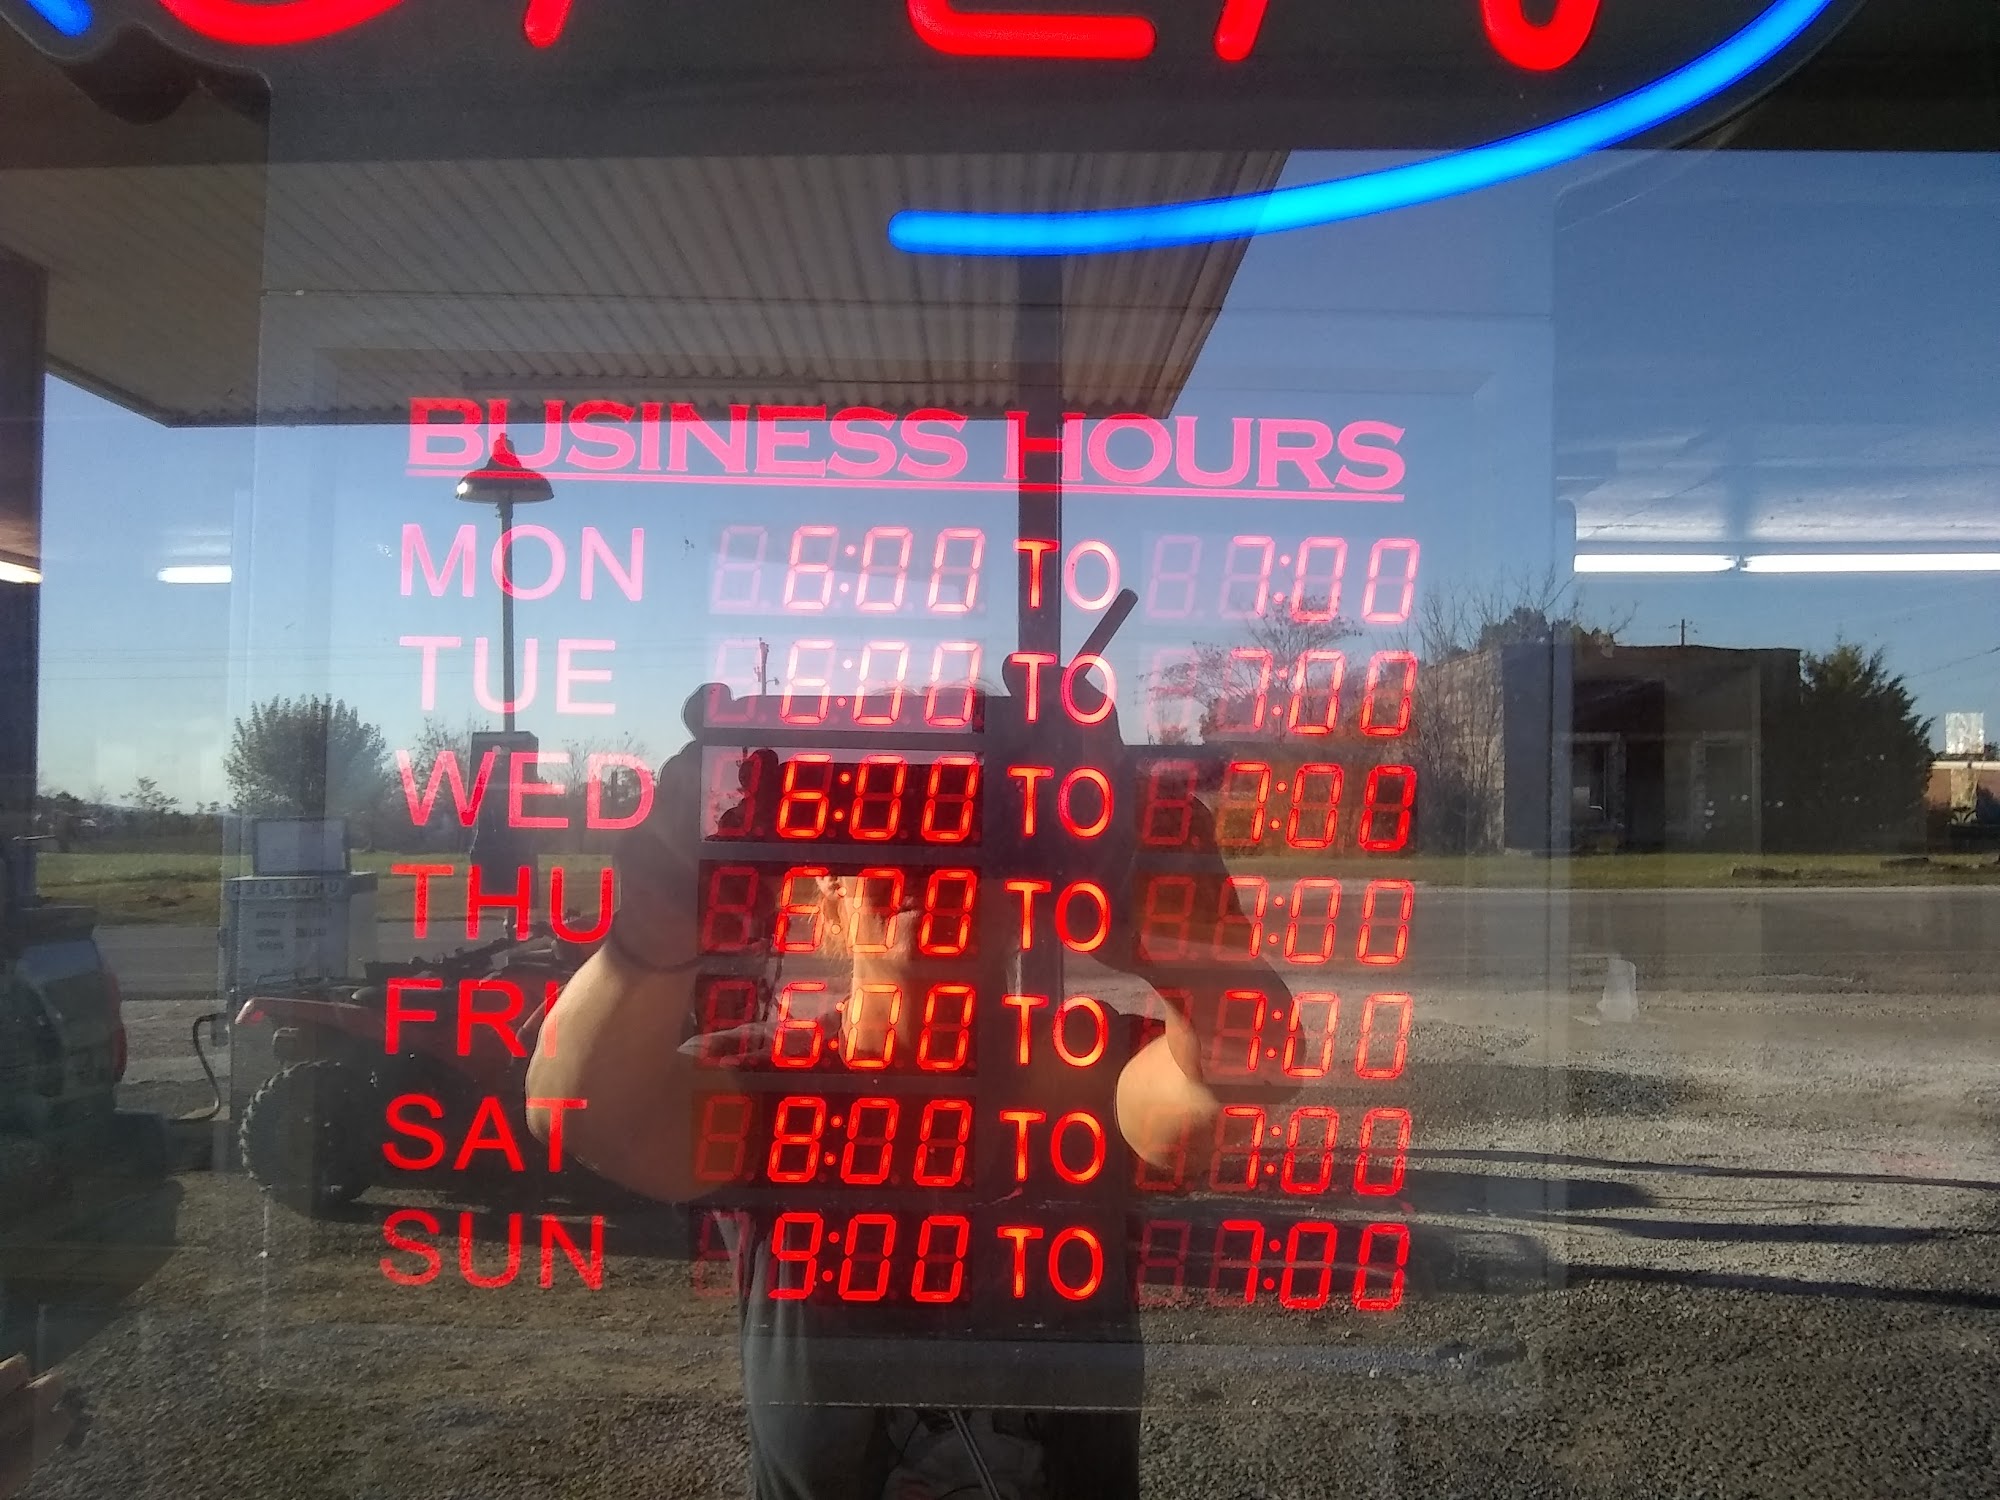 OPEN
BUSINESS HOURS
MON 6:00 TO 7:00
TUE 6:00 TO 7:00
WED 6:00 TO 7:00
THU 6:00 TO 7:00
FRI 6:00 TO 7:00
SAT 8:00 TO 7:00
SUN 9:00 TO 7:00
UNLEADED